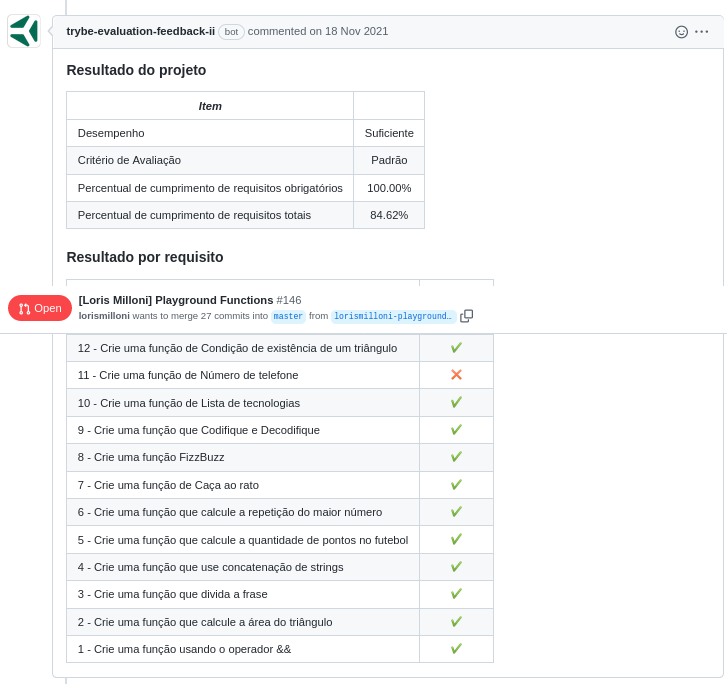 trybe-evaluation-feedback-ii bot commented on 18 Nov 2021
Resultado do projeto
Item
Desempenho Suficiente
Critério de Avaliação Padrão
Percentual de cumprimento de requisitos obrigatórios 100.00%
Percentual de cumprimento de requisitos totais 84.62%
Resultado por requisito
Open
[Loris Milloni] Playground Functions #146
lorismilloni wants to merge 27 commits into master from lorismilloni-playground…
12 - Crie uma função de Condição de existência de um triângulo
11 - Crie uma função de Número de telefone
10 - Crie uma função de Lista de tecnologias
9 - Crie uma função que Codifique e Decodifique
8 - Crie uma função FizzBuzz
7 - Crie uma função de Caça ao rato
6 - Crie uma função que calcule a repetição do maior número
5 - Crie uma função que calcule a quantidade de pontos no futebol
4 - Crie uma função que use concatenação de strings
3 - Crie uma função que divida a frase
2 - Crie uma função que calcule a área do triângulo
1 - Crie uma função usando o operador &&